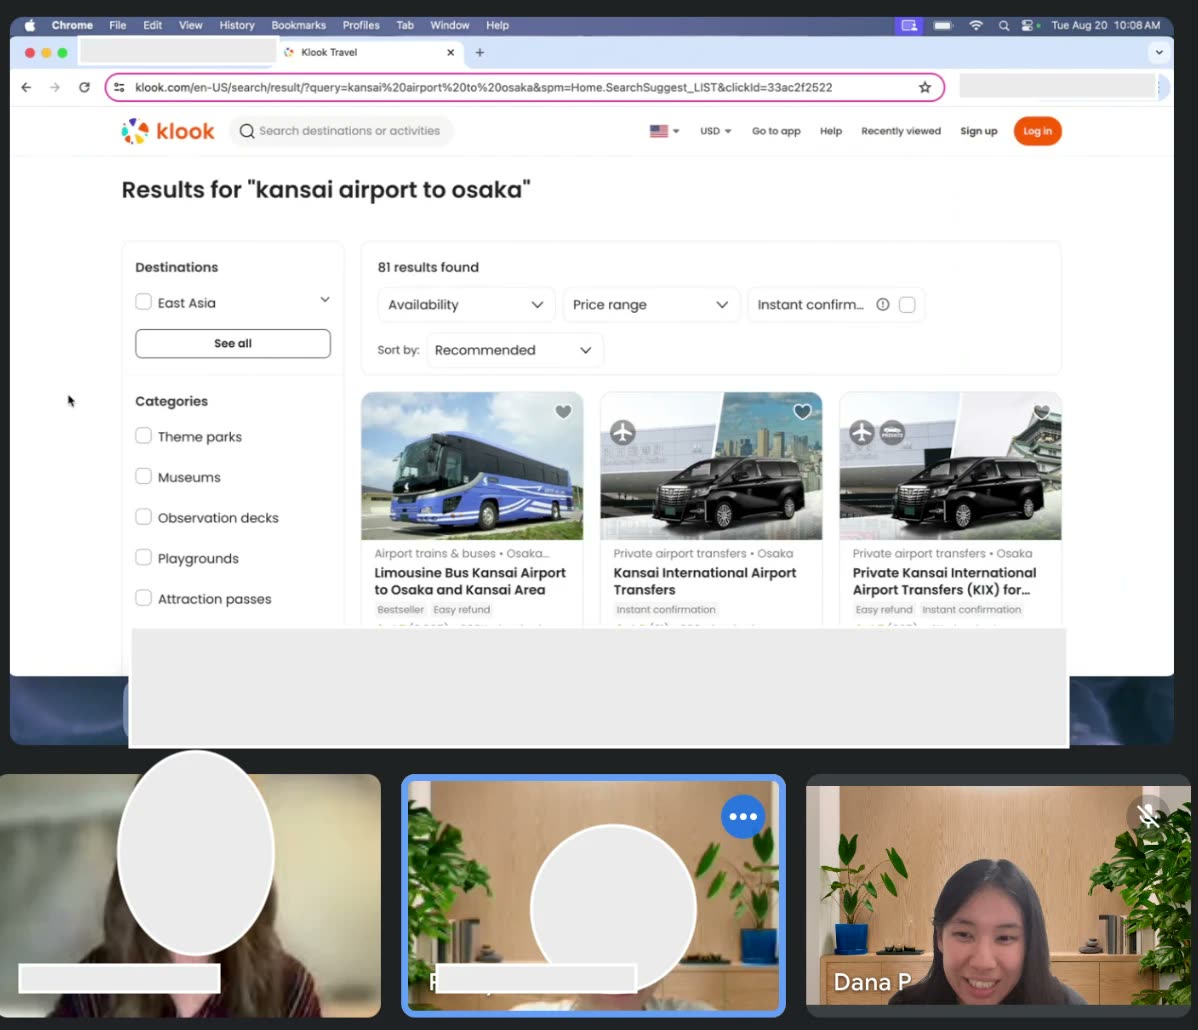 Chrome File Edit View History Bookmarks Profiles Tab Window Help Tue Aug 20 10:08 AM
Klook Travel
klook.com/en-US/search/result/?query=kansai%20airport%20to%20osaka&spm=Home.SearchSuggest_LIST&clickId=33ac2f2522
klook Search destinations or activities USD Go to app Help Recently viewed Sign up Log in
Results for "kansai airport to osaka"
Destinations
East Asia
See all
Categories
Theme parks
Museums
Observation decks
Playgrounds
Attraction passes
81 results found
Availability Price range Instant confirm...
Sort by: Recommended
Airport trains & buses • Osaka...
Limousine Bus Kansai Airport
to Osaka and Kansai Area
Bestseller Easy refund
Private airport transfers • Osaka
Kansai International Airport
Transfers
Instant confirmation
PRIVATE
Private airport transfers • Osaka
Private Kansai International
Airport Transfers (KIX) for...
Easy refund Instant confirmation
Dana P